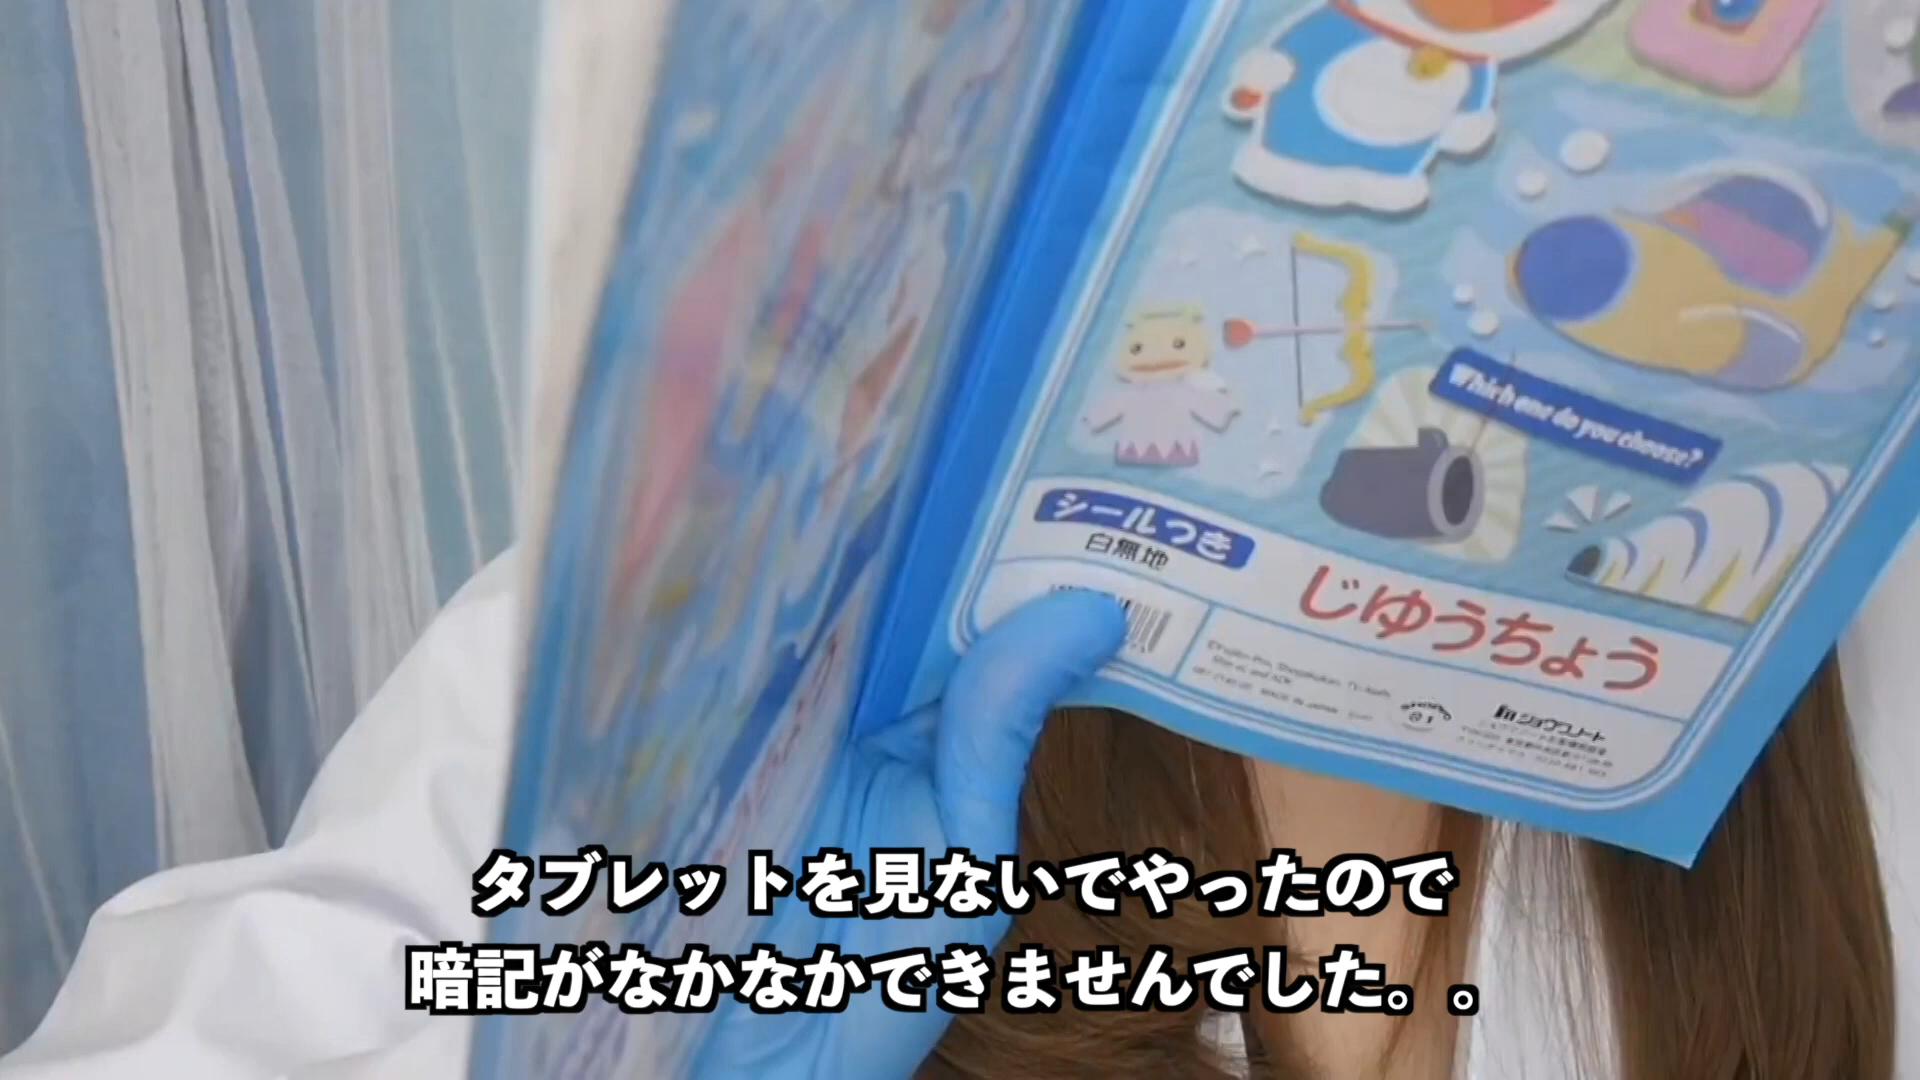 Which one do you choose?
シールつき
白無地
じゆうちょう
ショウワノート
タブレットを見ないでやったので
暗記がなかなかできませんでした。。